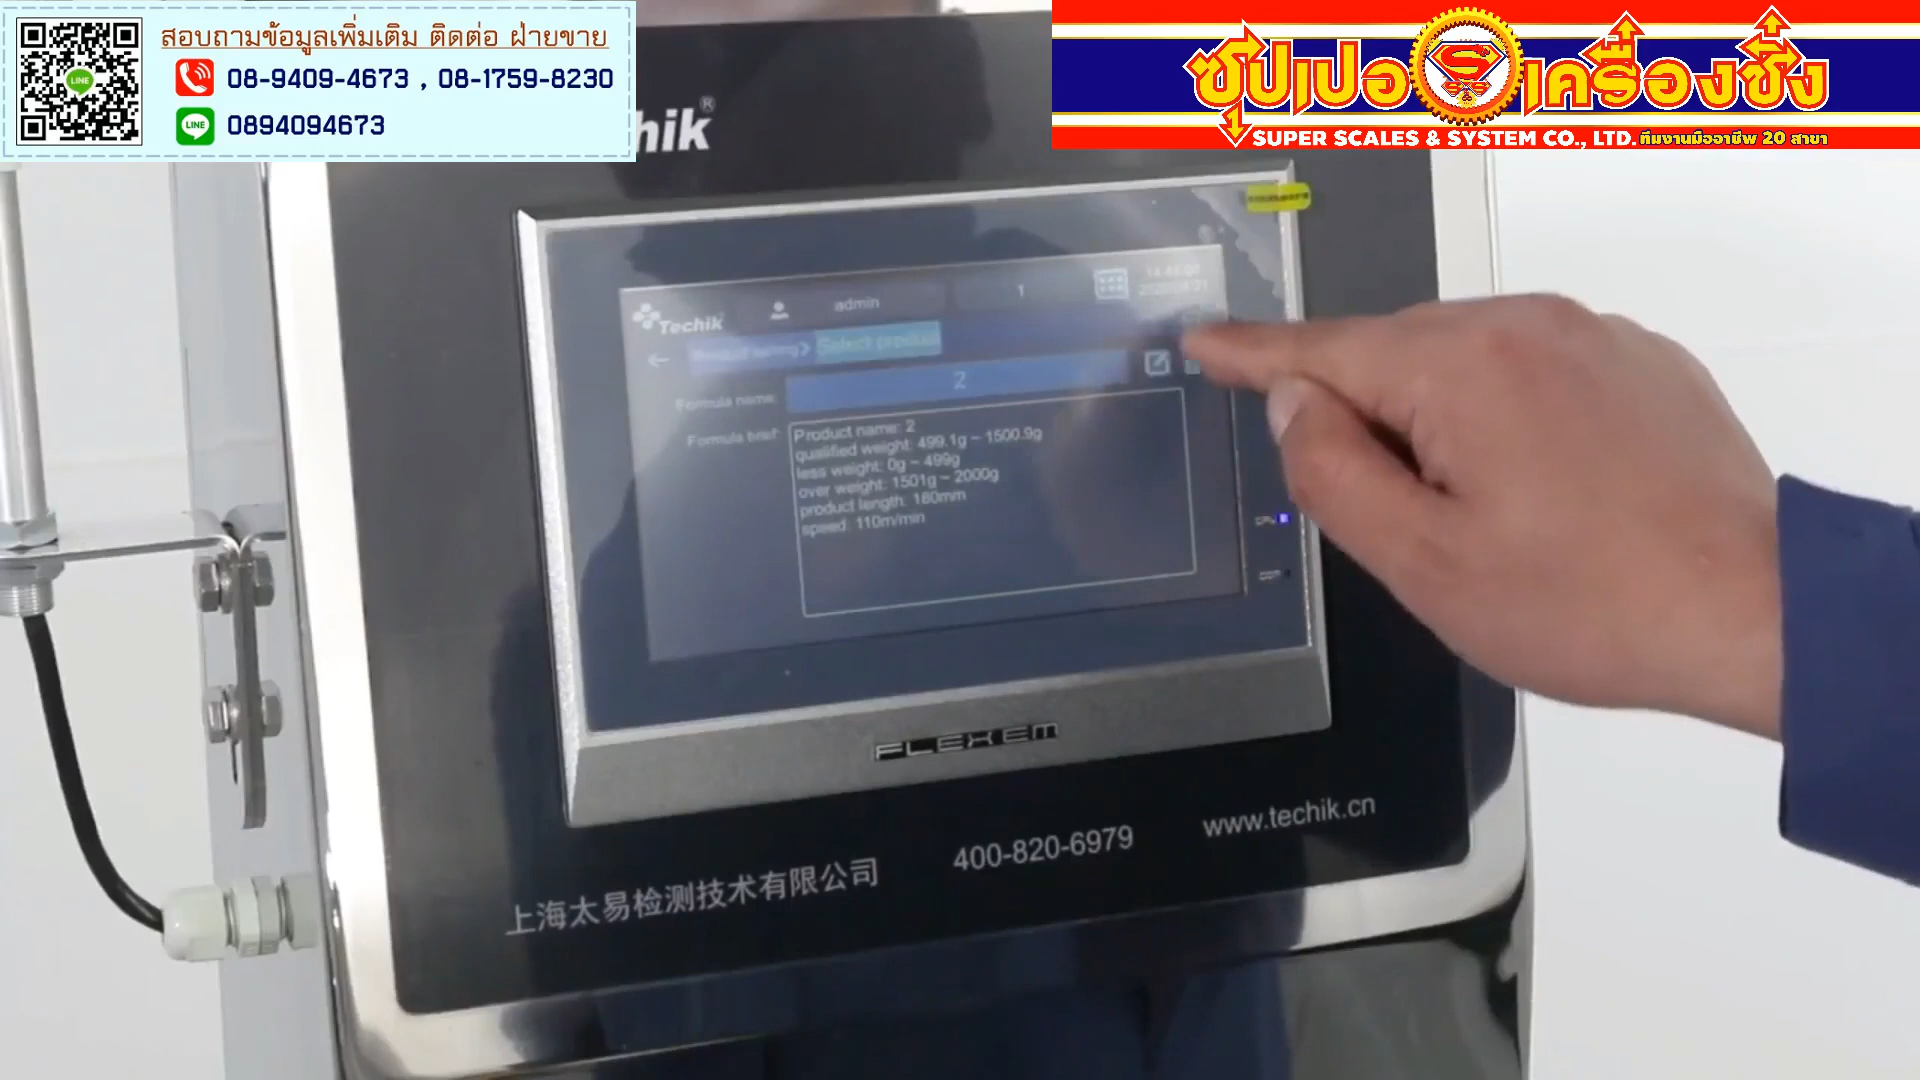 สอบถามข้อมูลเพิ่มเติม ติดต่อ ฝ่ายขาย
08-9409-4673 , 08-1759-8230
LINE
LINE
0894094673
ซุปเปอร์เครื่องชั่ง
S
S&S
SUPER SCALES & SYSTEM CO., LTD. ทีมงานมืออาชีพ 20 สาขา
hik®
Techik
admin
1
Product setting>
Select product
Formula name:
2
Formula brief:
Product name: 2
qualified weight: 499.1g ~ 1500.9g
less weight: 0g ~ 499g
over weight: 1501g ~ 2000g
product length: 180mm
speed: 110m/min
FLEXEM
上海太易检测技术有限公司
400-820-6979
www.techik.cn